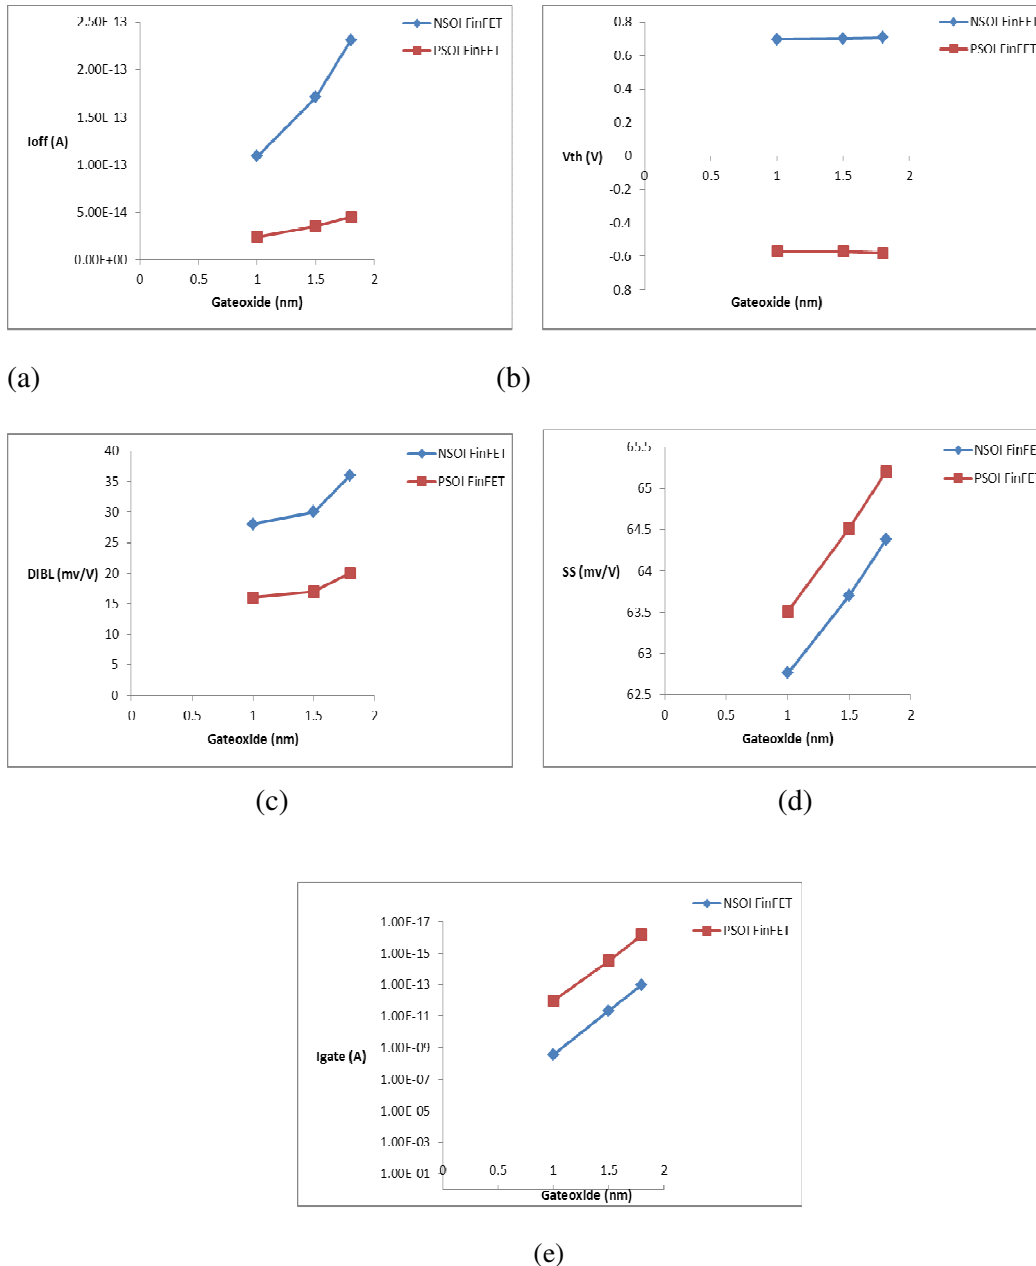 2.50E-13
2.00E-13
1.50E-13
1.00E-13
5.00E-14
0.00E+00
Ioff (A)
0 0.5 1 1.5 2
Gateoxide (nm)
NSOI FinFET
PSOI FinFET
(a)
0.8
0.6
0.4
0.2
0
-0.2
-0.4
-0.6
0.8
Vth (V)
0 0.5 1 1.5 2
Gateoxide (nm)
NSOI FinFET
PSOI FinFET
(b)
40
35
30
25
20
15
10
5
0
DIBL (mv/V)
0 0.5 1 1.5 2
Gateoxide (nm)
NSOI FinFET
PSOI FinFET
(c)
65.5
65
64.5
64
63.5
63
62.5
SS (mv/V)
0 0.5 1 1.5 2
Gateoxide (nm)
NSOI FinFE
PSOI FinFET
(d)
1.00E-17
1.00E-15
1.00E-13
1.00E-11
1.00E-09
1.00E-07
1.00E 05
1.00E-03
1.00E 01
Igate (A)
0 0.5 1 1.5 2
Gateoxide (nm)
NSOI FinFET
PSOI FinFET
(e)